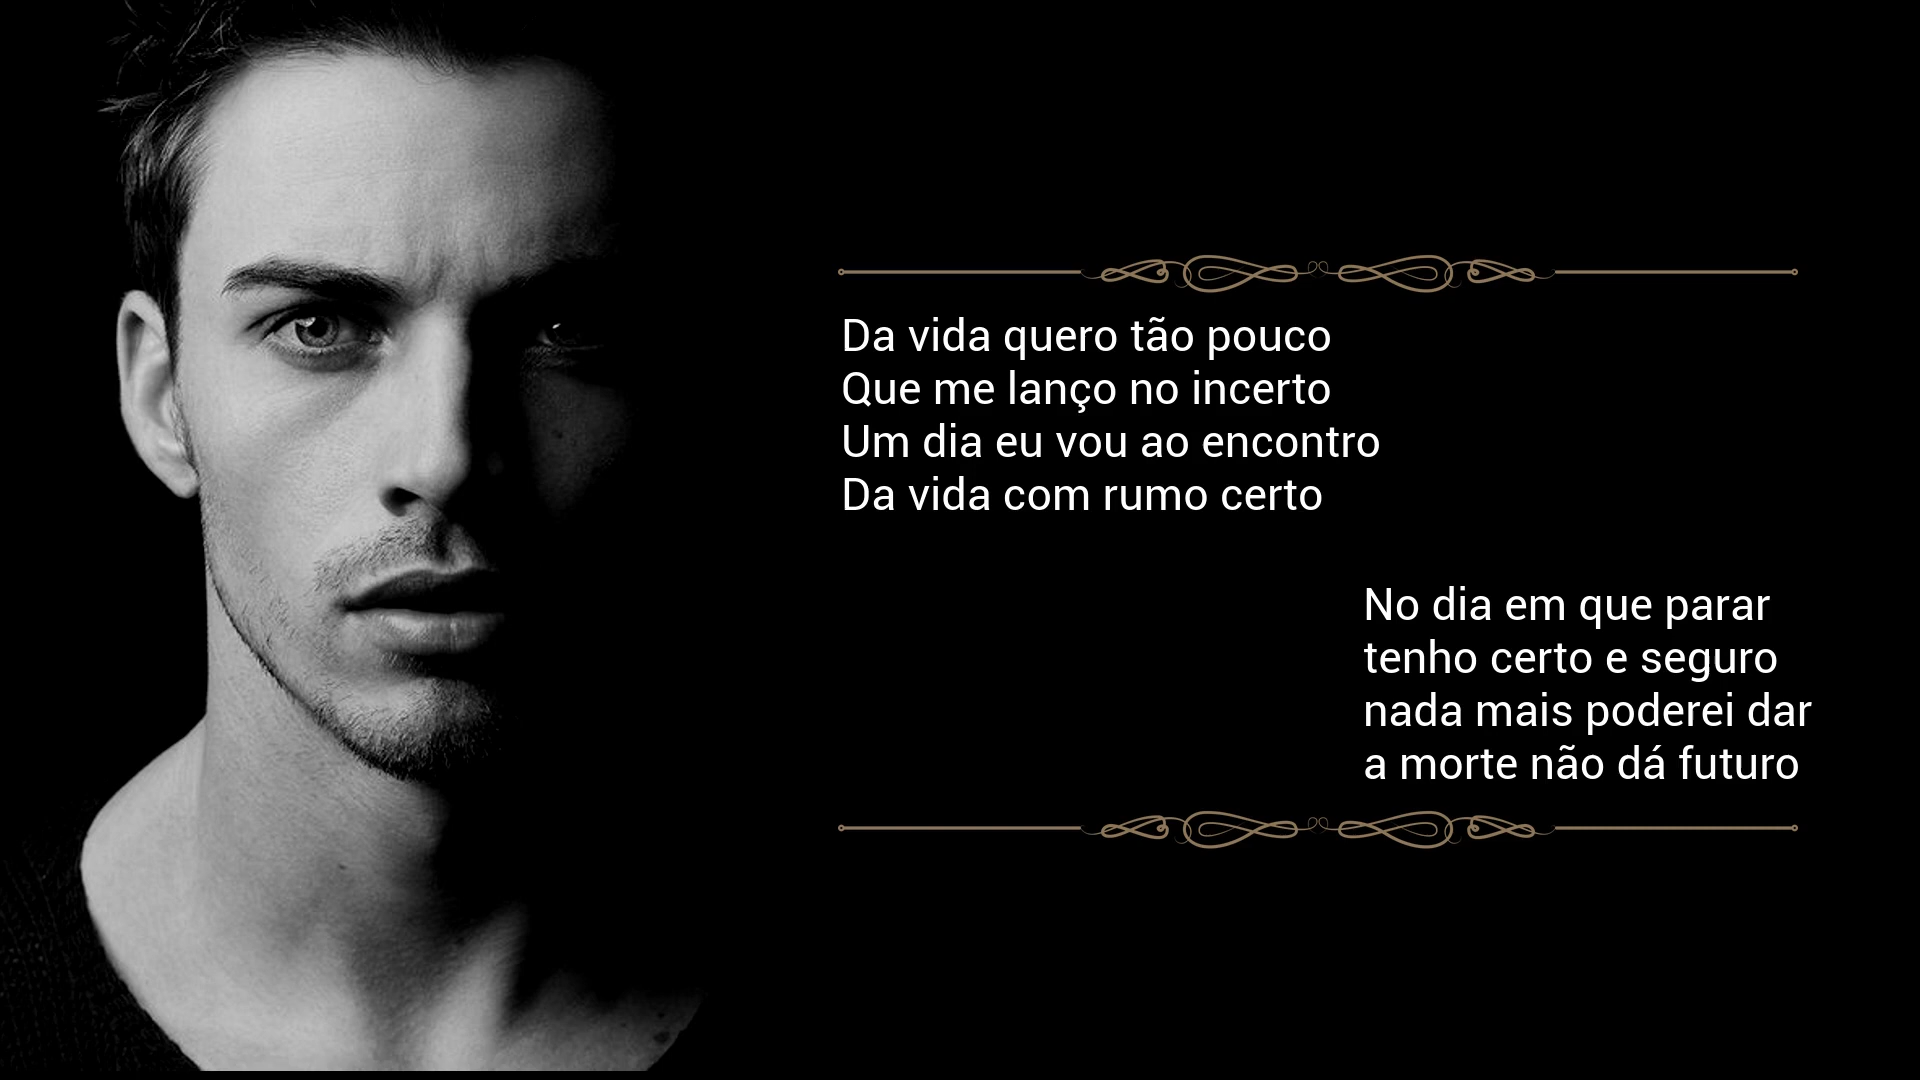 Da vida quero tão pouco
Que me lanço no incerto
Um dia eu vou ao encontro
Da vida com rumo certo
No dia em que parar
tenho certo e seguro
nada mais poderei dar
a morte não dá futuro